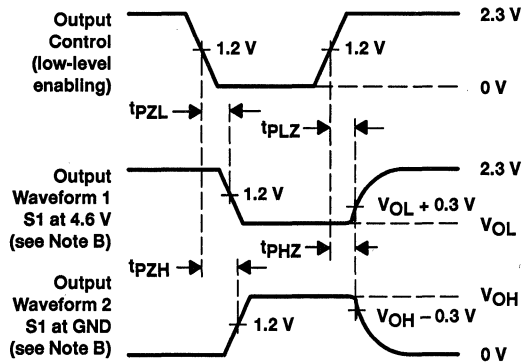 Output
Control
(low-level
enabling)
1.2 V
1.2 V
2.3 V
0 V
tPZL
tPLZ
Output
Waveform 1
S1 at 4.6 V
(see Note B)
1.2 V
2.3 V
VOL + 0.3 V
VOL
tPZH
tPHZ
Output
Waveform 2
S1 at GND
(see Note B)
1.2 V
VOH
VOH – 0.3 V
0 V